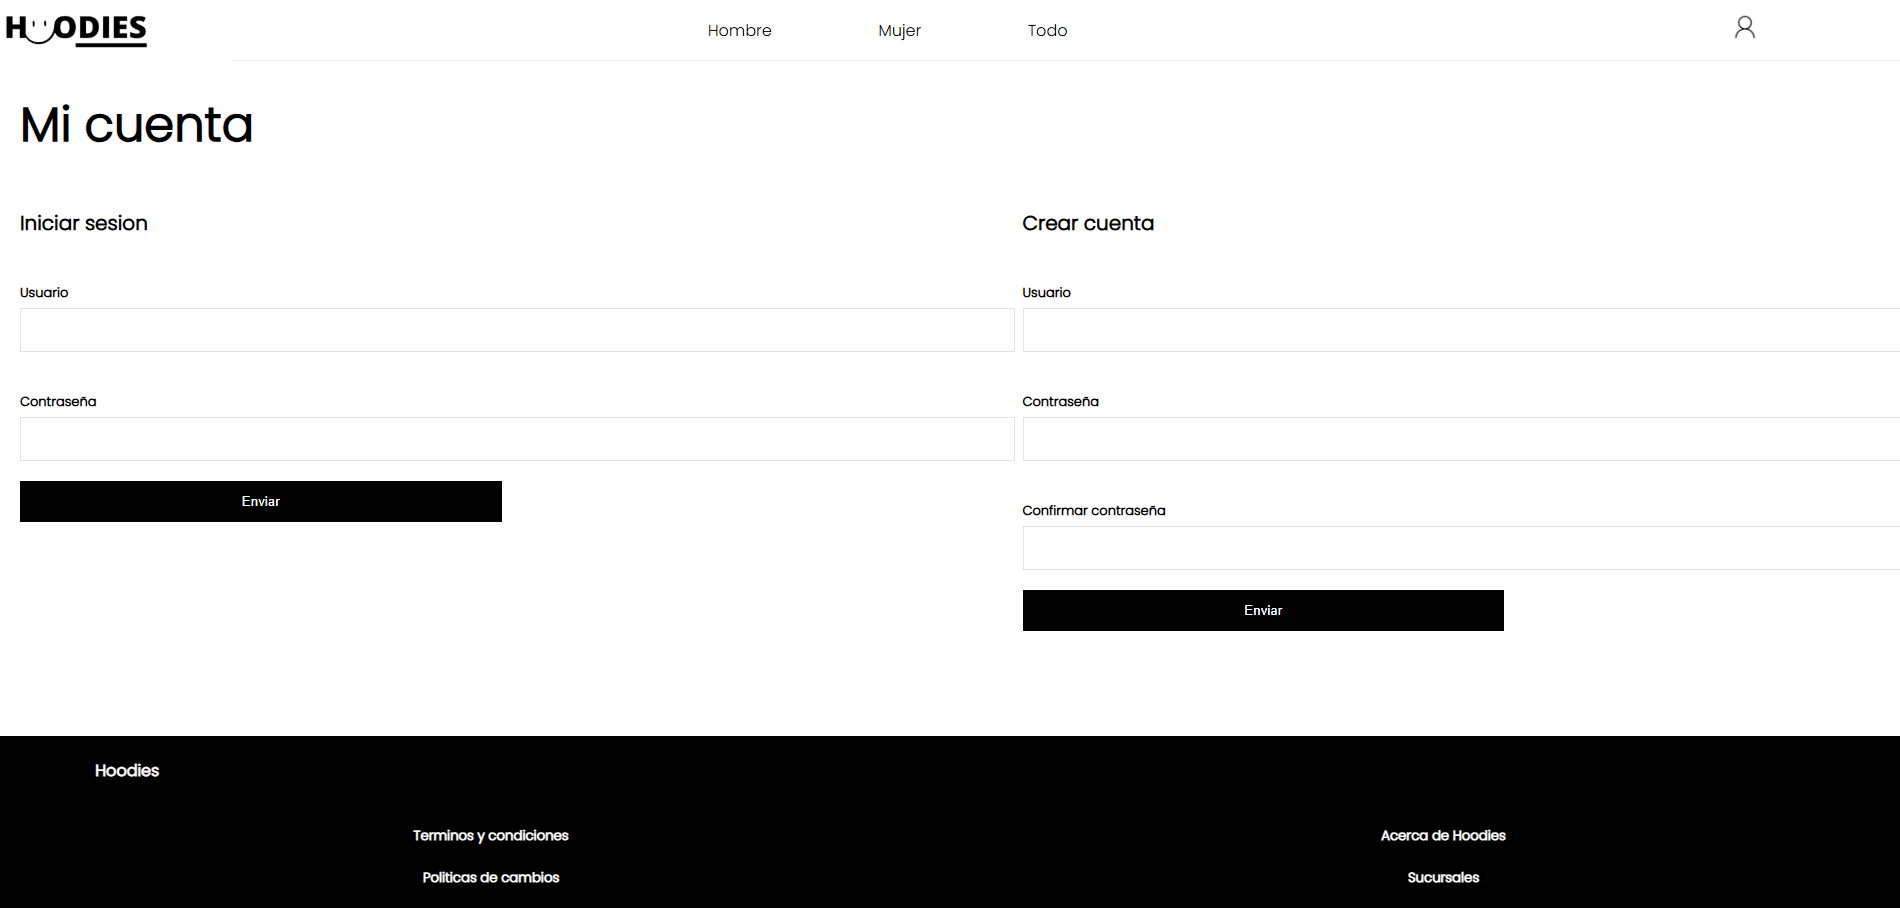 HOODIES
Hombre
Mujer
Todo
Mi cuenta
Iniciar sesion
Usuario
Contraseña
Enviar
Crear cuenta
Usuario
Contraseña
Confirmar contraseña
Enviar
Hoodies
Terminos y condiciones
Politicas de cambios
Acerca de Hoodies
Sucursales